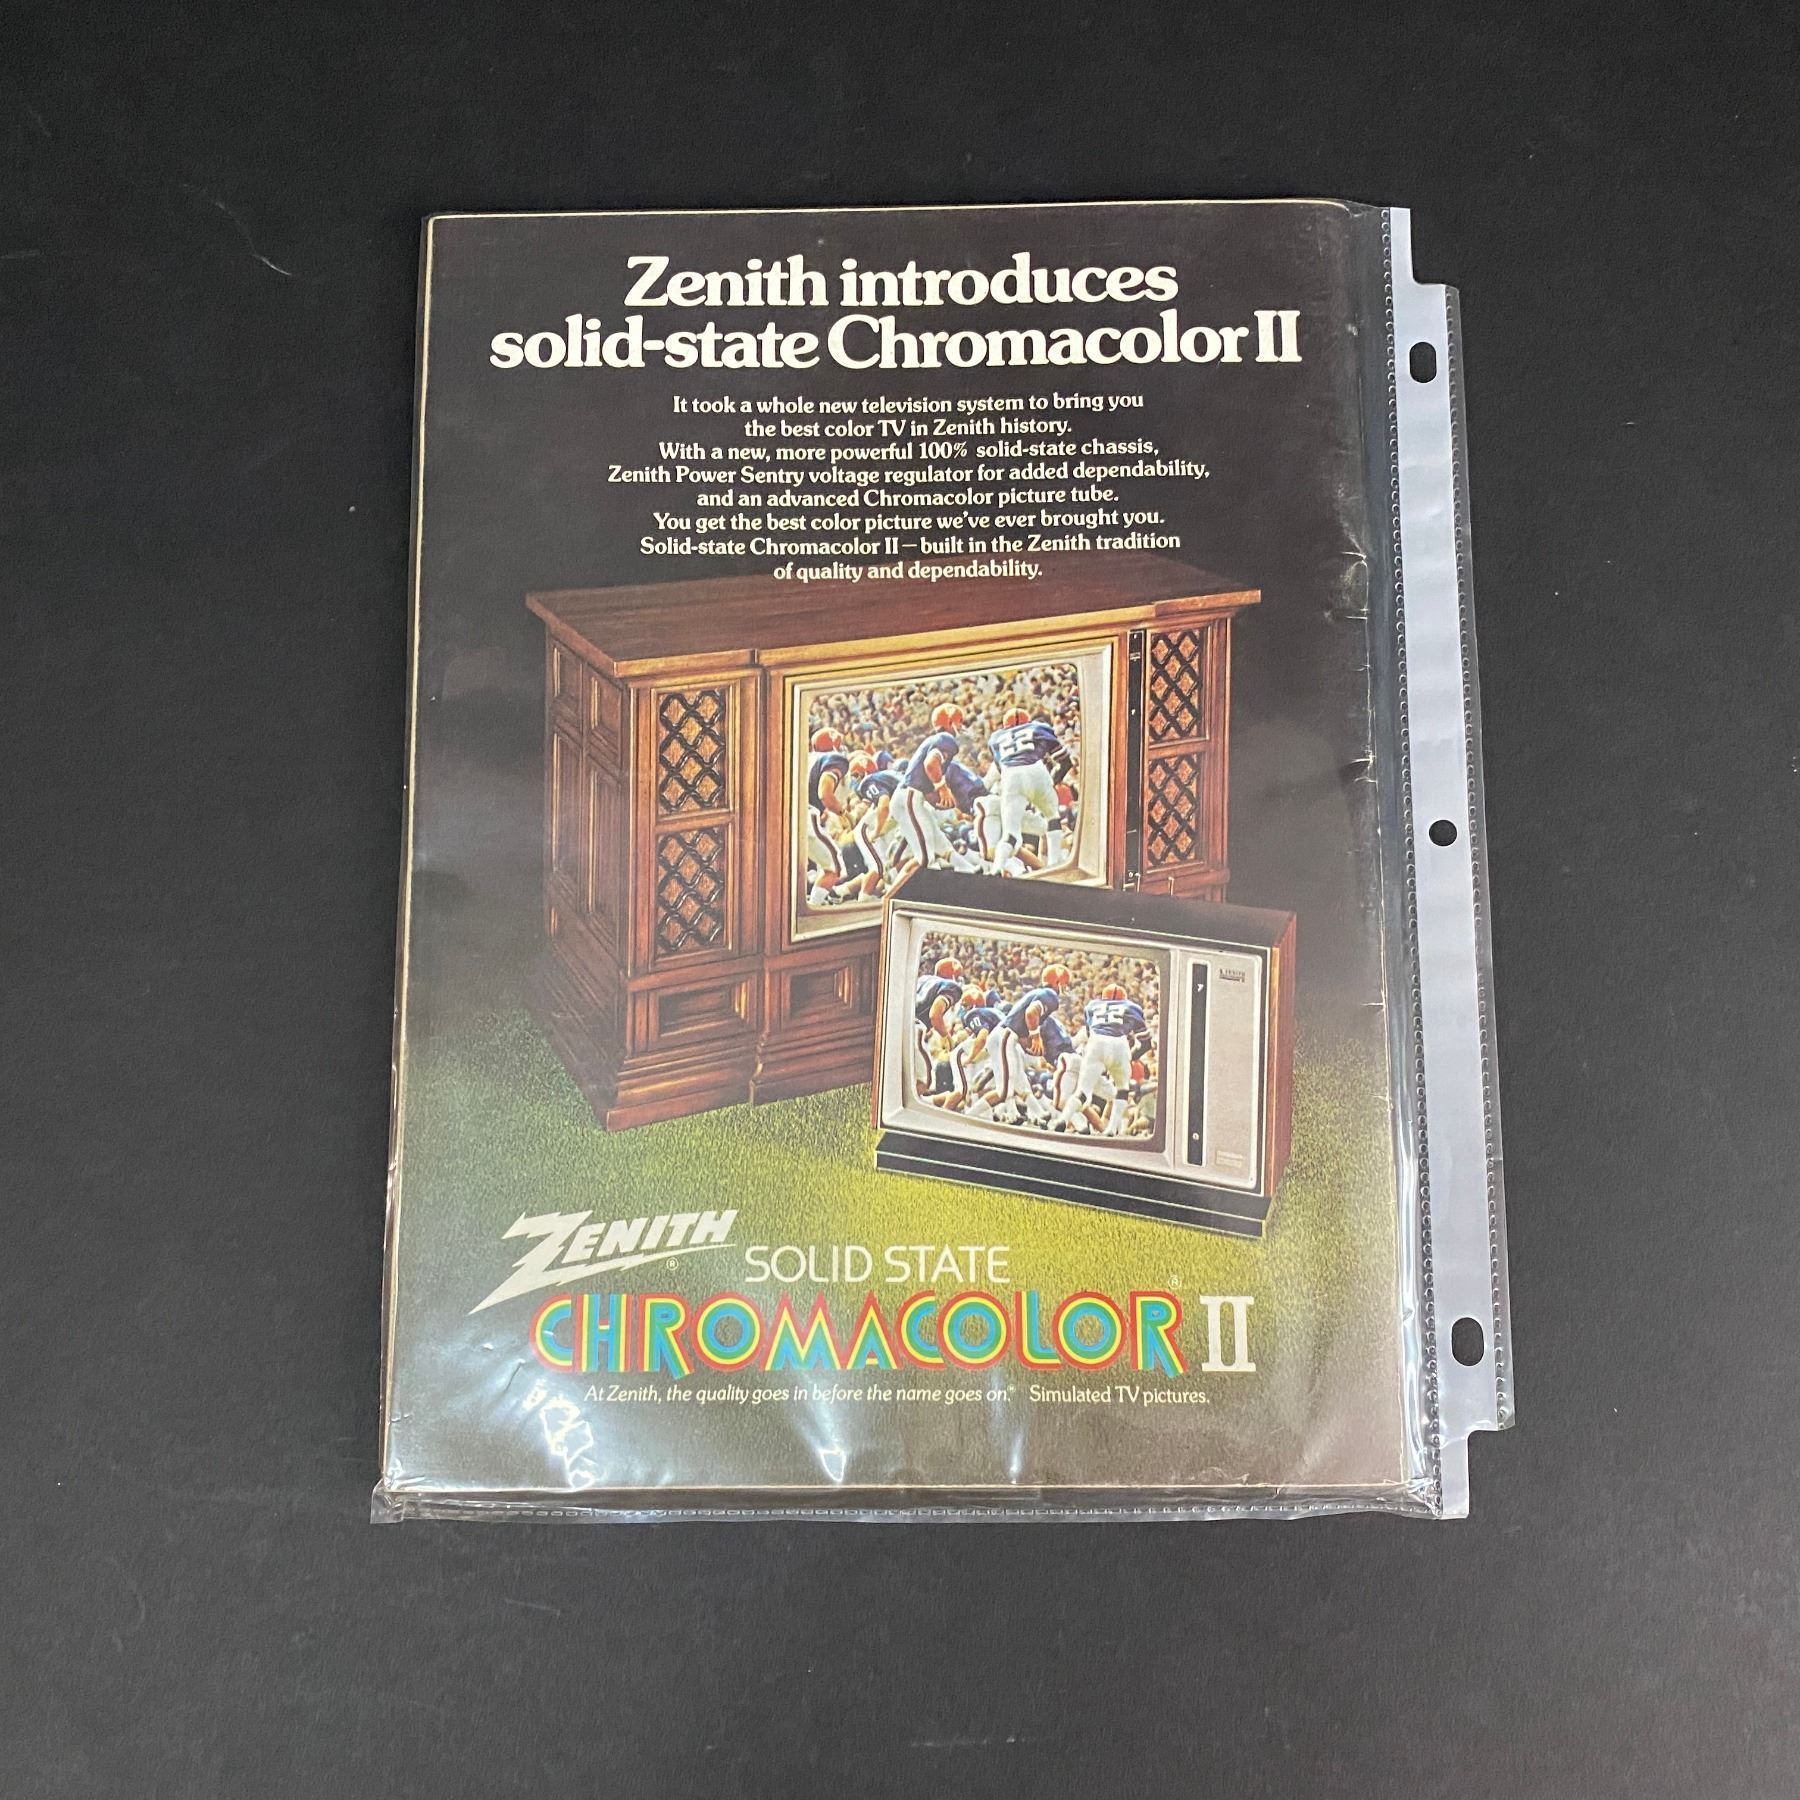 Zenith introduces
solid-state Chromacolor II
It took a whole new television system to bring you
the best color TV in Zenith history.
With a new, more powerful 100% solid-state chassis,
Zenith Power Sentry voltage regulator for added dependability,
and an advanced Chromacolor picture tube.
You get the best color picture we've ever brought you.
Solid-state Chromacolor II—built in the Zenith tradition
of quality and dependability.
22
22
ZENITH
ZENITH® SOLID STATE
CHROMACOLOR® II
At Zenith, the quality goes in before the name goes on.® Simulated TV pictures.